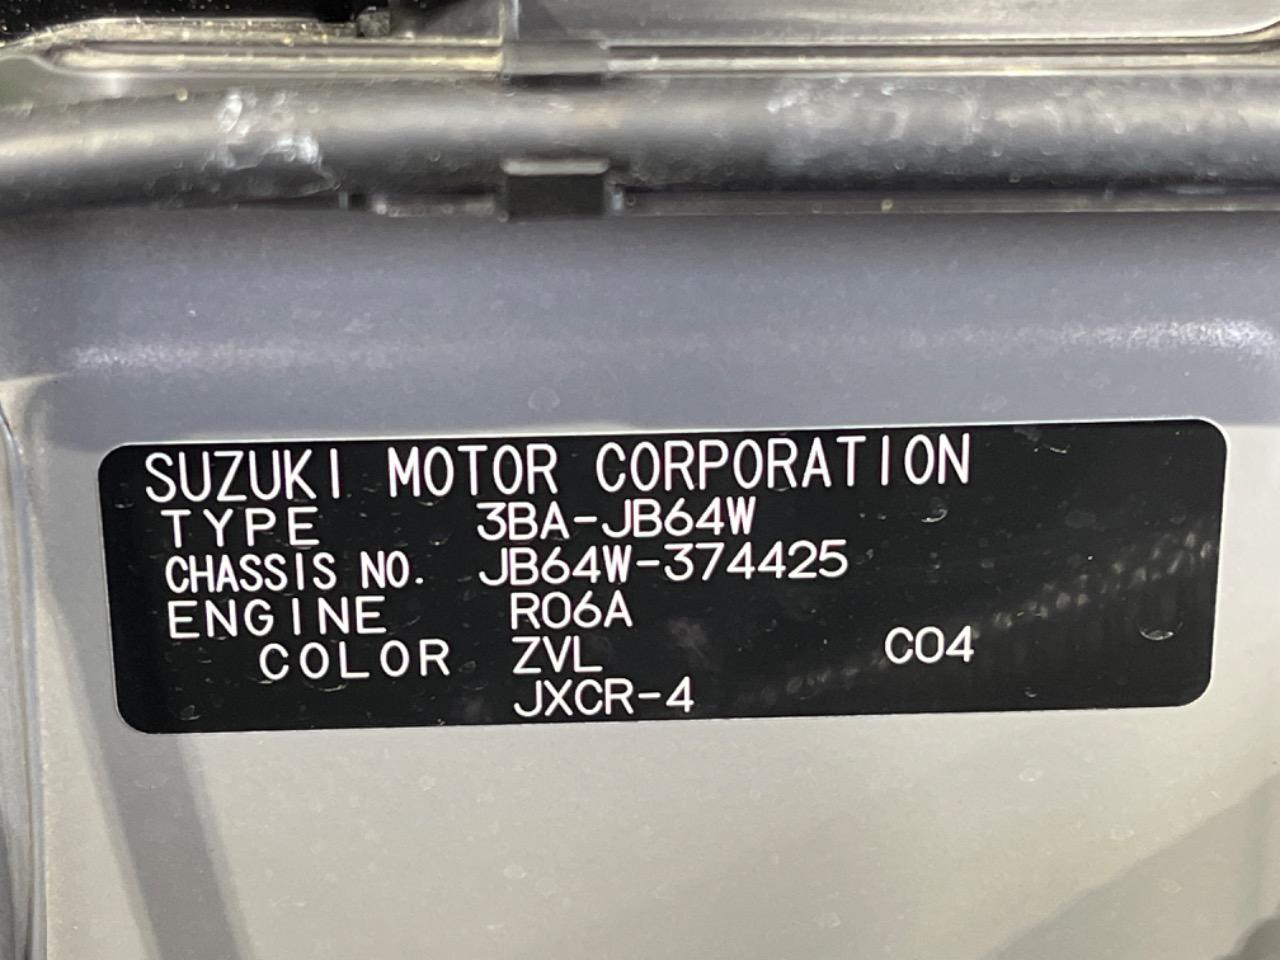 SUZUKI MOTOR CORPORATION
TYPE 3BA-JB64W
CHASSIS NO. JB64W-374425
ENGINE R06A
COLOR ZVL C04
JXCR-4